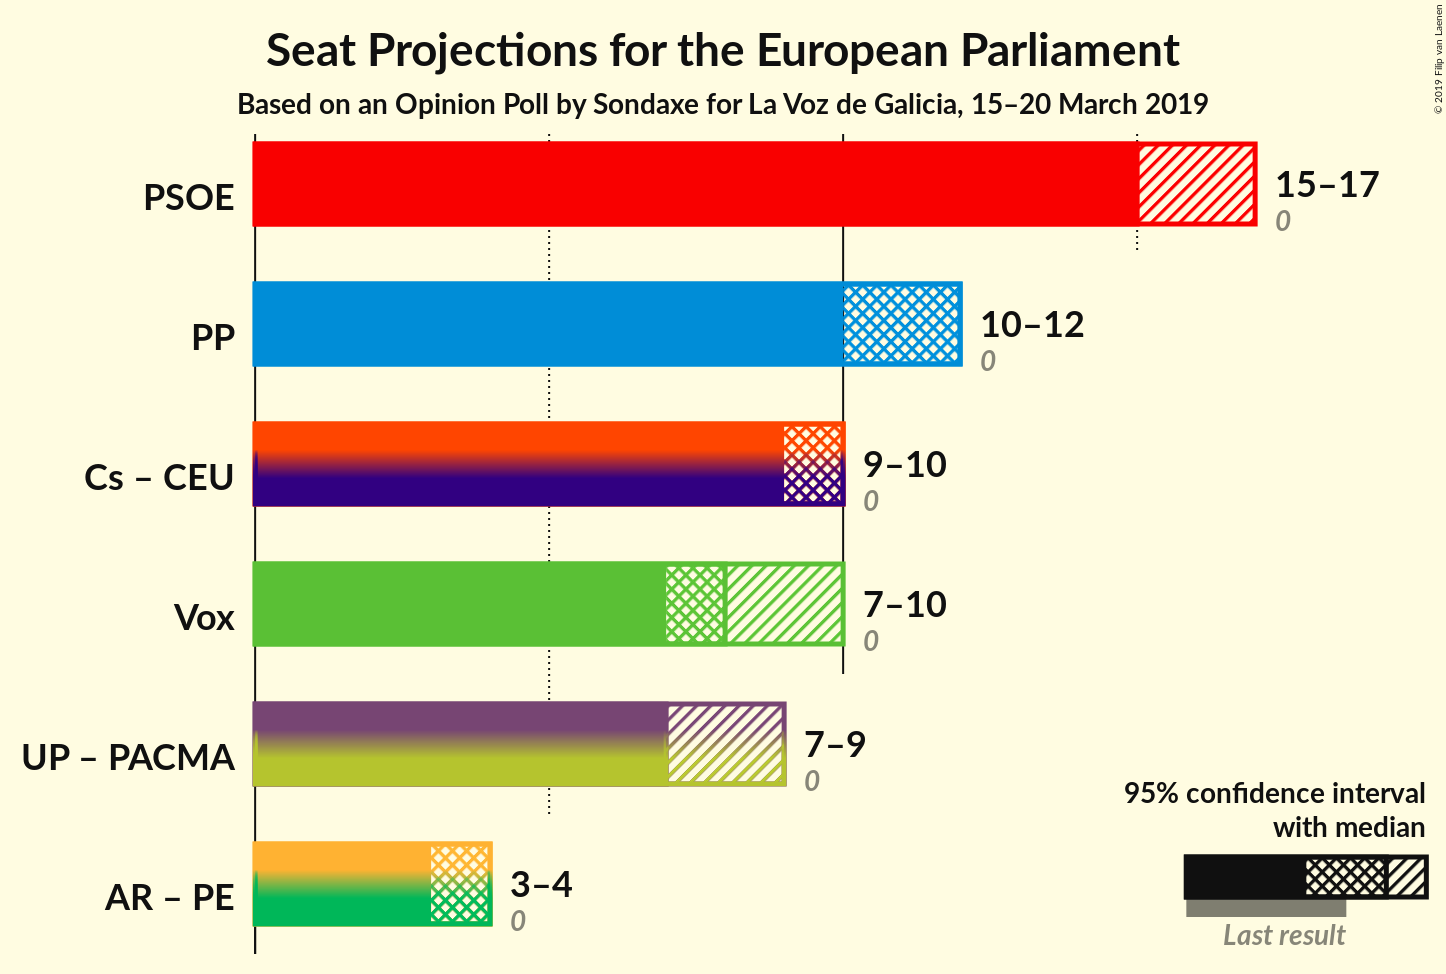 Seat Projections for the European Parliament
Based on an Opinion Poll by Sondaxe for La Voz de Galicia, 15–20 March 2019
© 2019 Filip van Laenen
PSOE
15–17
0
PP
10–12
0
Cs – CEU
9–10
0
Vox
7–10
0
UP – PACMA
7–9
0
AR – PE
3–4
0
95% confidence interval
with median
Last result